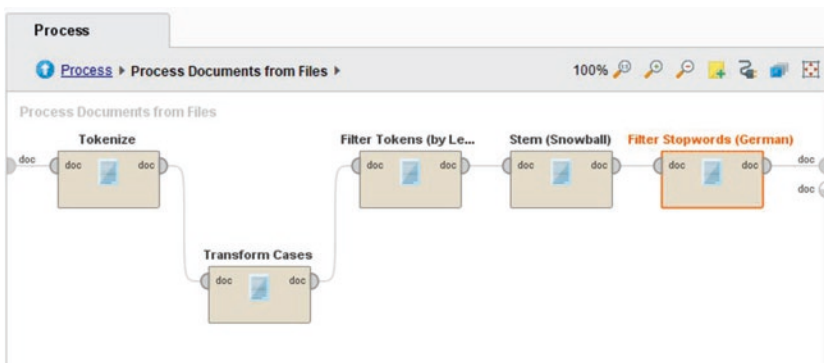 Process
Process ▸ Process Documents from Files ▸
100%
Process Documents from Files
Tokenize
Filter Tokens (by Le...
Stem (Snowball)
Filter Stopwords (German)
doc
doc
doc
doc
doc
doc
doc
doc
doc
doc
doc
Transform Cases
doc
doc